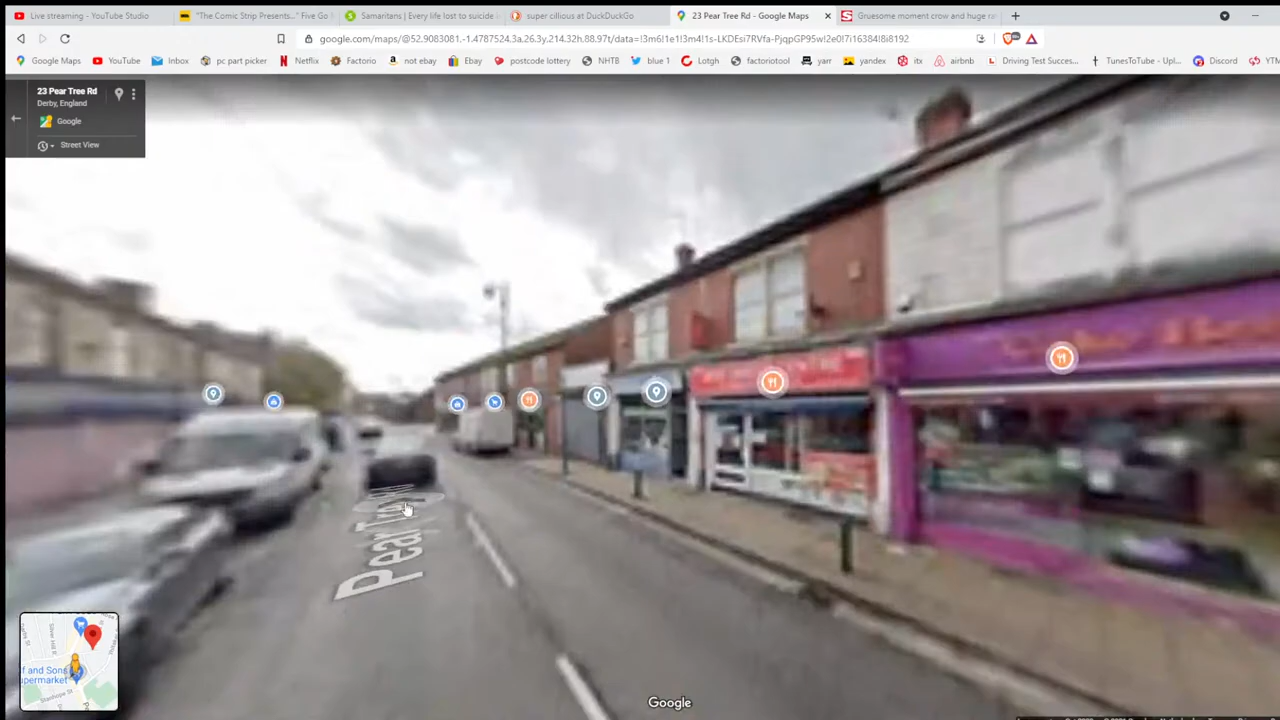 Live streaming - YouTube Studio
"The Comic Strip Presents..." Five Go
Samaritans | Every life lost to suicide i
super cillious at DuckDuckGo
23 Pear Tree Rd - Google Maps
Gruesome moment crow and huge ra
google.com/maps/@52.9083081,-1.4787524,3a,26.3y,214.32h,88.97t/data=!3m6!1e1!3m4!1s-LKDEsi7RVfa-PjqpGP95w!2e0!7i16384!8i8192
Google Maps
YouTube
Inbox
pc part picker
Netflix
Factorio
not ebay
Ebay
postcode lottery
NHTB
blue 1
Lotgh
factoriotool
yarr
yandex
itx
airbnb
Driving Test Succes...
TunesToTube - Upl...
Discord
YTM
23 Pear Tree Rd
Derby, England
Google
Street View
Pear Tree
f and Sons
upermarket
Stanhope St
Google